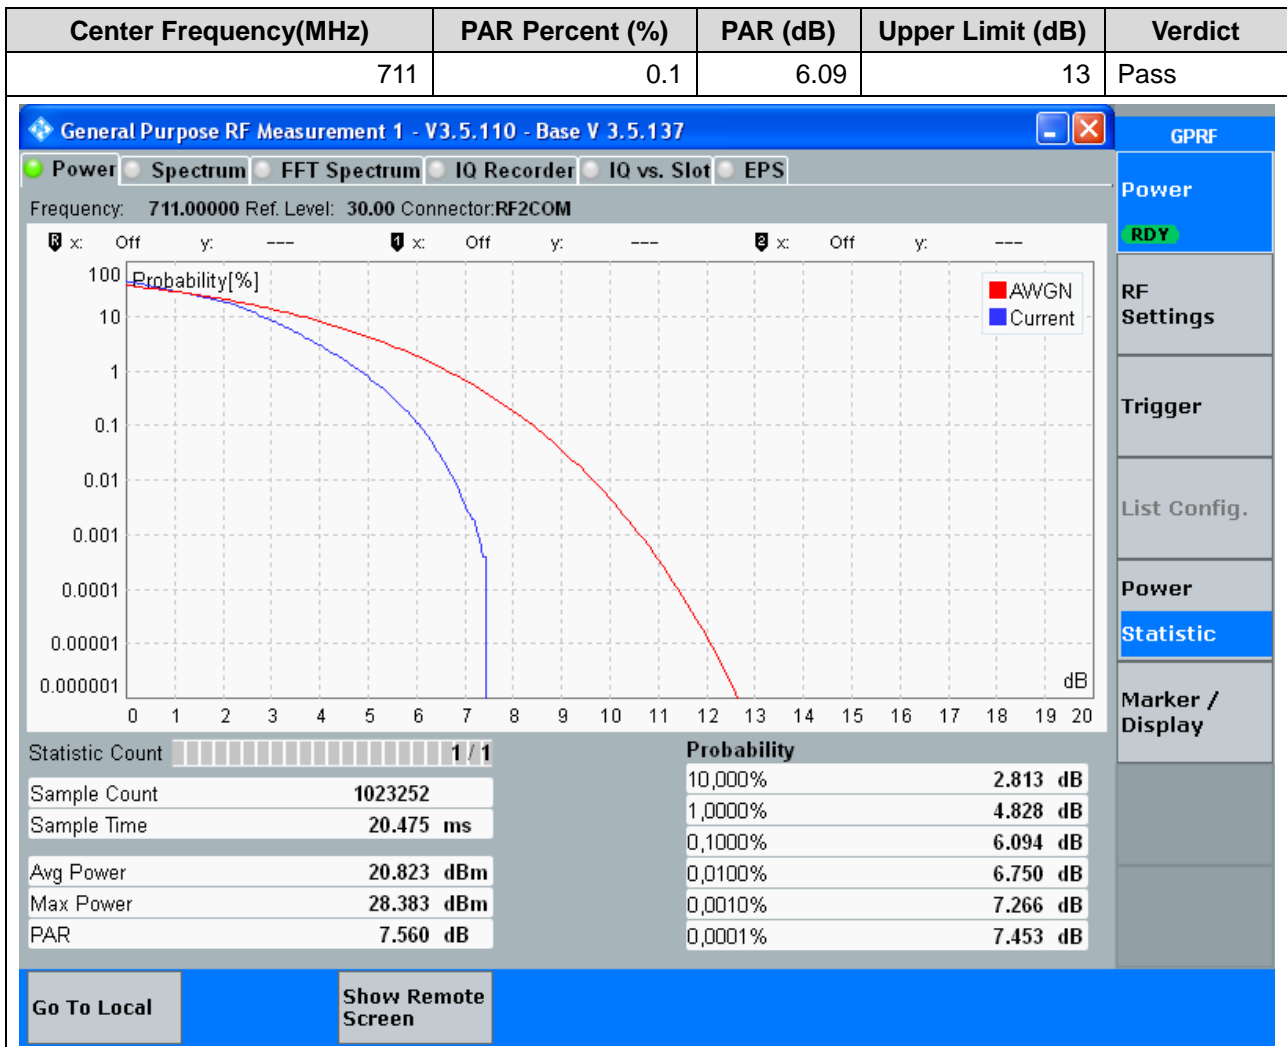 Center Frequency(MHz) PAR Percent (%) PAR (dB) Upper Limit (dB) Verdict
711 0.1 6.09 13 Pass
General Purpose RF Measurement 1 - V3.5.110 - Base V 3.5.137
GPRF
Power Spectrum FFT Spectrum IQ Recorder IQ vs. Slot EPS
Power
RDY
Frequency: 711.00000 Ref. Level: 30.00 Connector:RF2COM
R x: Off y: --- 1 x: Off y: --- 2 x: Off y: ---
Probability[%]
AWGN
Current
100
10
1
0.1
0.01
0.001
0.0001
0.00001
0.000001
dB
0 1 2 3 4 5 6 7 8 9 10 11 12 13 14 15 16 17 18 19 20
RF
Settings
Trigger
List Config.
Power
Statistic
Marker /
Display
Statistic Count 1 / 1
Sample Count 1023252
Sample Time 20.475 ms
Avg Power 20.823 dBm
Max Power 28.383 dBm
PAR 7.560 dB
Probability
10,000% 2.813 dB
1,0000% 4.828 dB
0,1000% 6.094 dB
0,0100% 6.750 dB
0,0010% 7.266 dB
0,0001% 7.453 dB
Go To Local
Show Remote
Screen